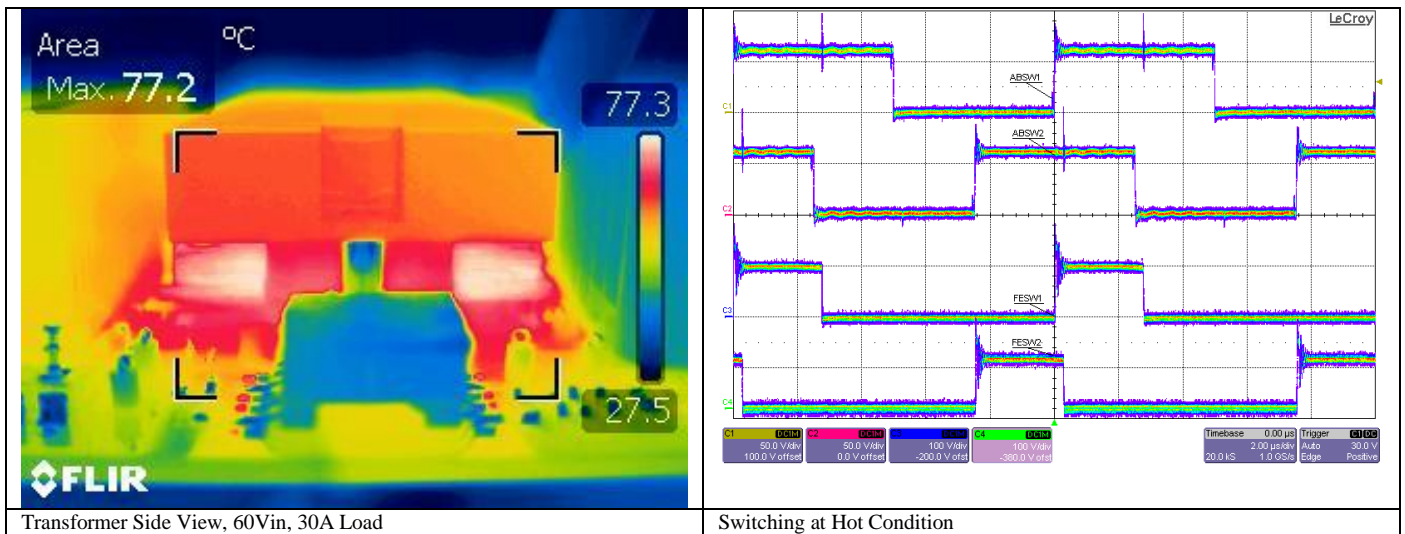 Area
°C
Max. 77.2
77.3
27.5
FLIR
LeCroy
ABSW1
C1
ABSW2
C2
FESW1
C3
FESW2
C4
C1 DC1M
50.0 V/div
100.0 V offset
C2 DC1M
50.0 V/div
0.0 V offset
C3
100 V/div
-200.0 V ofst
C4 DC1M
100 V/div
-380.0 V ofst
Timebase 0.00 µs
2.00 µs/div
20.0 kS 1.0 GS/s
Trigger C1 DC
Auto 30.0 V
Edge Positive
Transformer Side View, 60Vin, 30A Load
Switching at Hot Condition